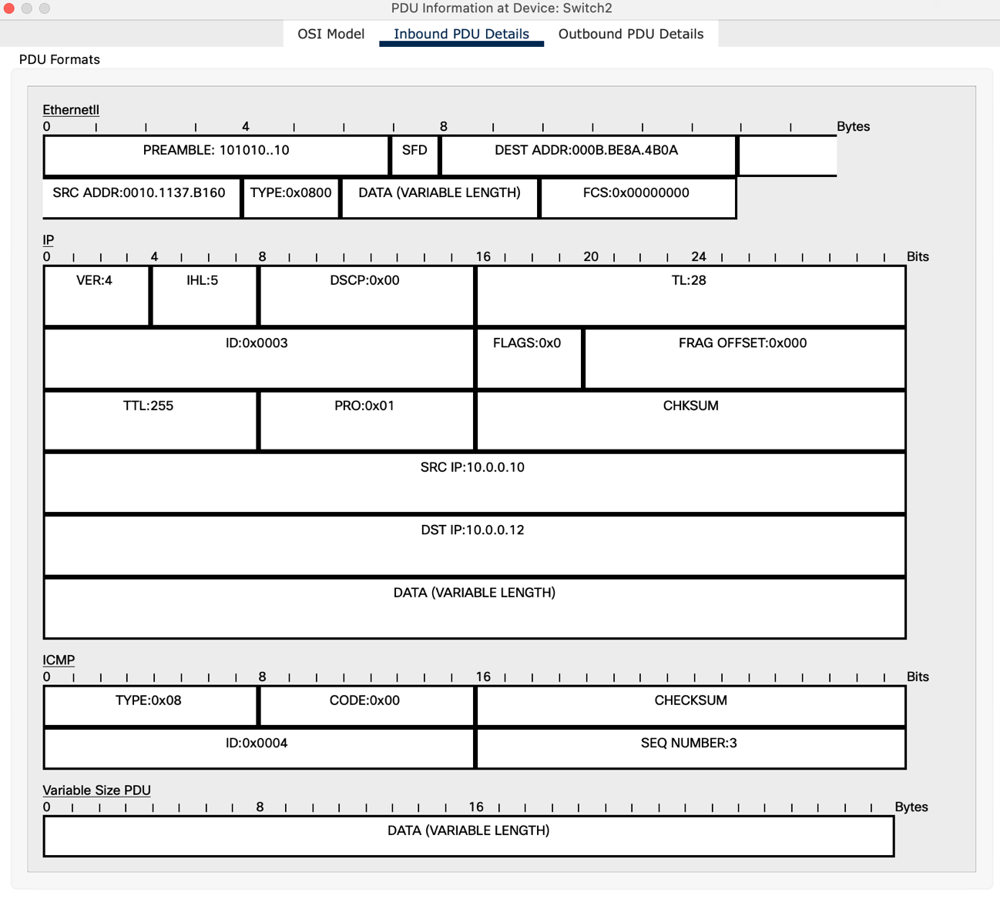 PDU Information at Device: Switch2
OSI Model Inbound PDU Details Outbound PDU Details
PDU Formats
EthernetII
0 4 8 Bytes
PREAMBLE: 101010..10 SFD DEST ADDR:000B.BE8A.4B0A
SRC ADDR:0010.1137.B160 TYPE:0x0800 DATA (VARIABLE LENGTH) FCS:0x00000000
IP
0 4 8 16 20 24 Bits
VER:4 IHL:5 DSCP:0x00 TL:28
ID:0x0003 FLAGS:0x0 FRAG OFFSET:0x000
TTL:255 PRO:0x01 CHKSUM
SRC IP:10.0.0.10
DST IP:10.0.0.12
DATA (VARIABLE LENGTH)
ICMP
0 8 16 Bits
TYPE:0x08 CODE:0x00 CHECKSUM
ID:0x0004 SEQ NUMBER:3
Variable Size PDU
0 8 16 Bytes
DATA (VARIABLE LENGTH)